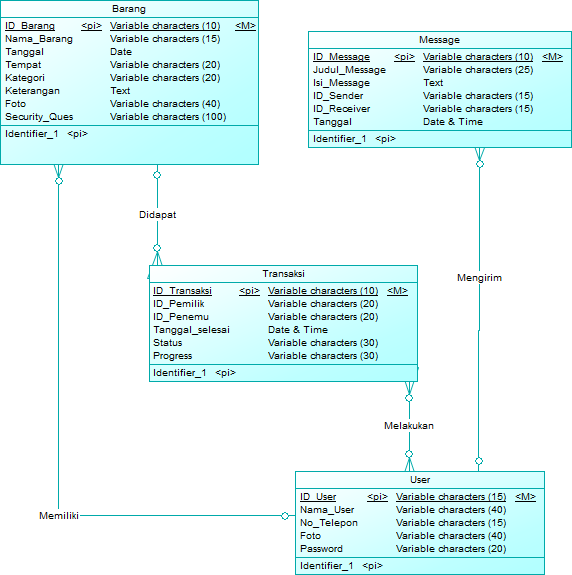 Barang
ID_Barang <pi> Variable characters (10) <M>
Nama_Barang Variable characters (15)
Tanggal Date
Tempat Variable characters (20)
Kategori Variable characters (20)
Keterangan Text
Foto Variable characters (40)
Security_Ques Variable characters (100)
Identifier_1 <pi>
Message
ID_Message <pi> Variable characters (10) <M>
Judul_Message Variable characters (25)
Isi_Message Text
ID_Sender Variable characters (15)
ID_Receiver Variable characters (15)
Tanggal Date & Time
Identifier_1 <pi>
Didapat
Mengirim
Transaksi
ID_Transaksi <pi> Variable characters (10) <M>
ID_Pemilik Variable characters (20)
ID_Penemu Variable characters (20)
Tanggal_selesai Date & Time
Status Variable characters (30)
Progress Variable characters (30)
Identifier_1 <pi>
Melakukan
Memiliki
User
ID_User <pi> Variable characters (15) <M>
Nama_User Variable characters (40)
No_Telepon Variable characters (15)
Foto Variable characters (40)
Password Variable characters (20)
Identifier_1 <pi>